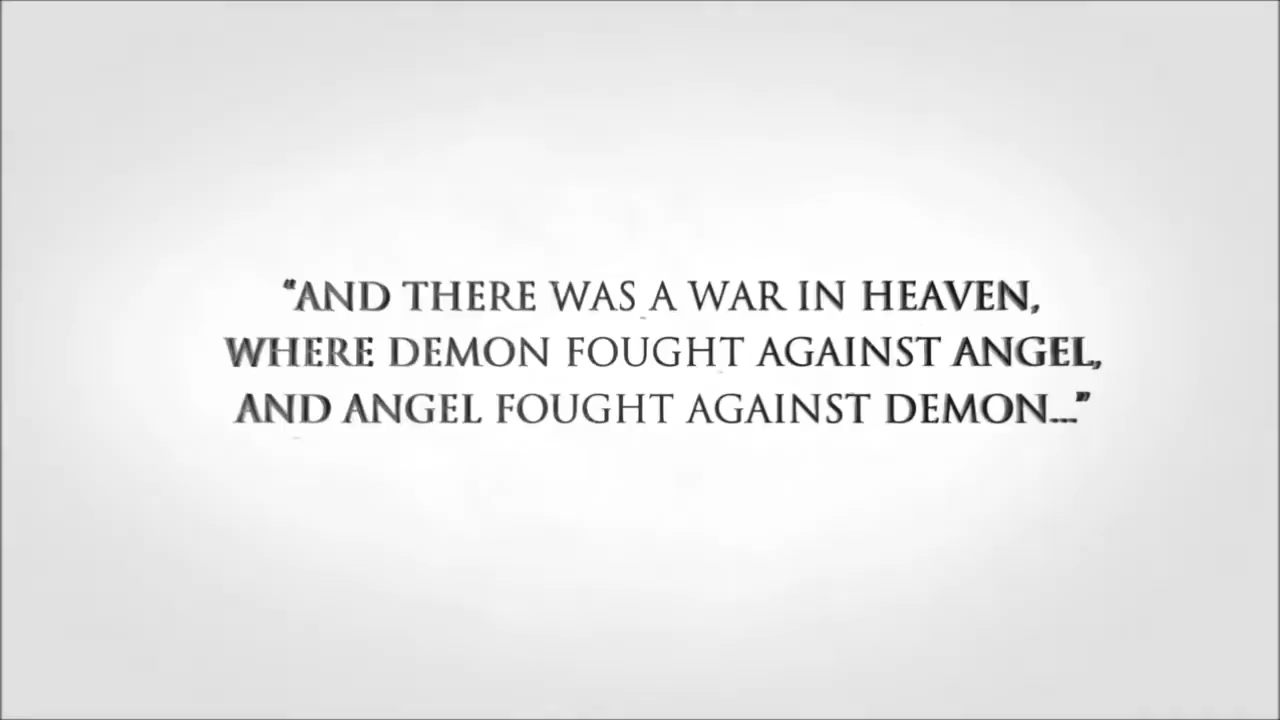 “AND THERE WAS A WAR IN HEAVEN,
WHERE DEMON FOUGHT AGAINST ANGEL,
AND ANGEL FOUGHT AGAINST DEMON...”